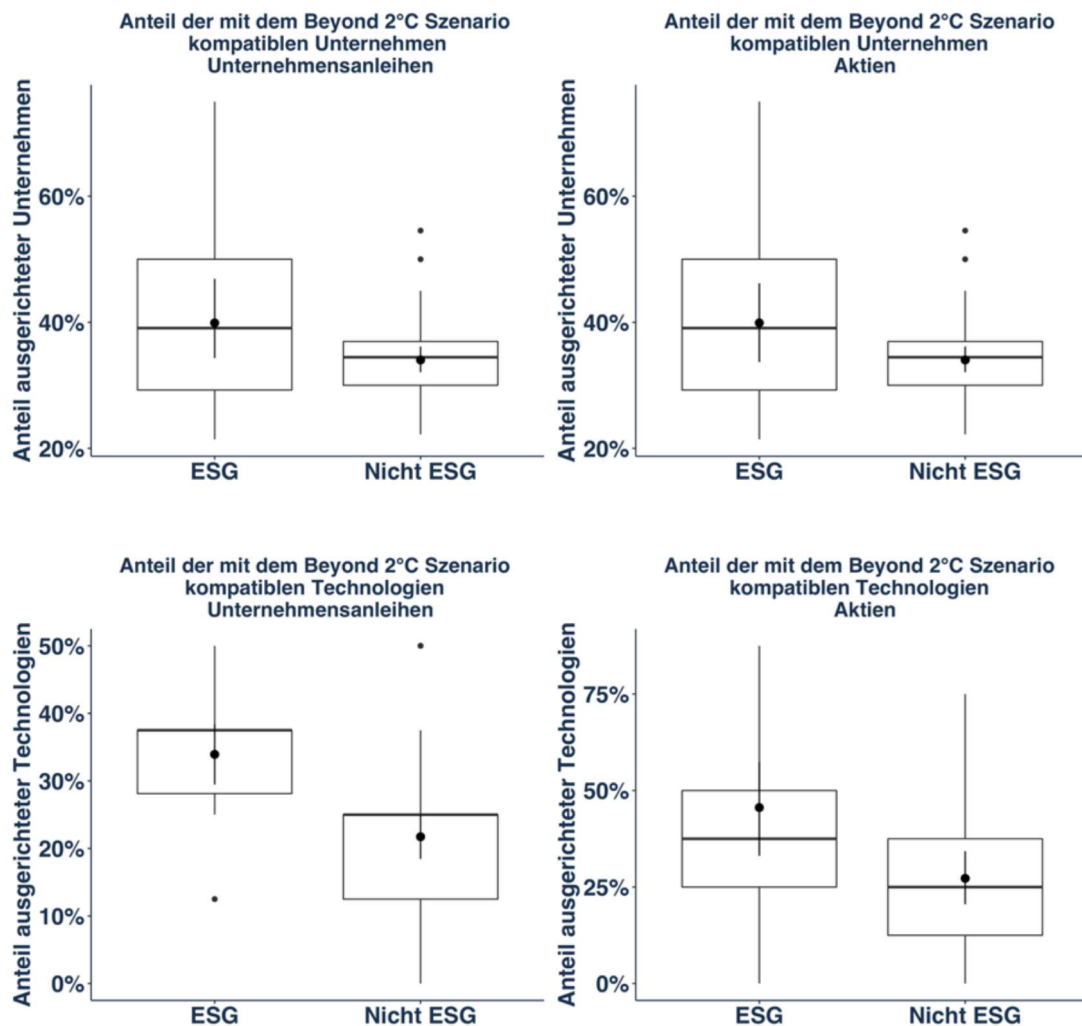 Anteil der mit dem Beyond 2°C Szenario
kompatiblen Unternehmen
Unternehmensanleihen
Anteil ausgerichteter Unternehmen
60%
40%
20%
ESG
Nicht ESG
Anteil der mit dem Beyond 2°C Szenario
kompatiblen Unternehmen
Aktien
Anteil ausgerichteter Unternehmen
60%
40%
20%
ESG
Nicht ESG
Anteil der mit dem Beyond 2°C Szenario
kompatiblen Technologien
Unternehmensanleihen
Anteil ausgerichteter Technologien
50%
40%
30%
20%
10%
0%
ESG
Nicht ESG
Anteil der mit dem Beyond 2°C Szenario
kompatiblen Technologien
Aktien
Anteil ausgerichteter Technologien
75%
50%
25%
0%
ESG
Nicht ESG